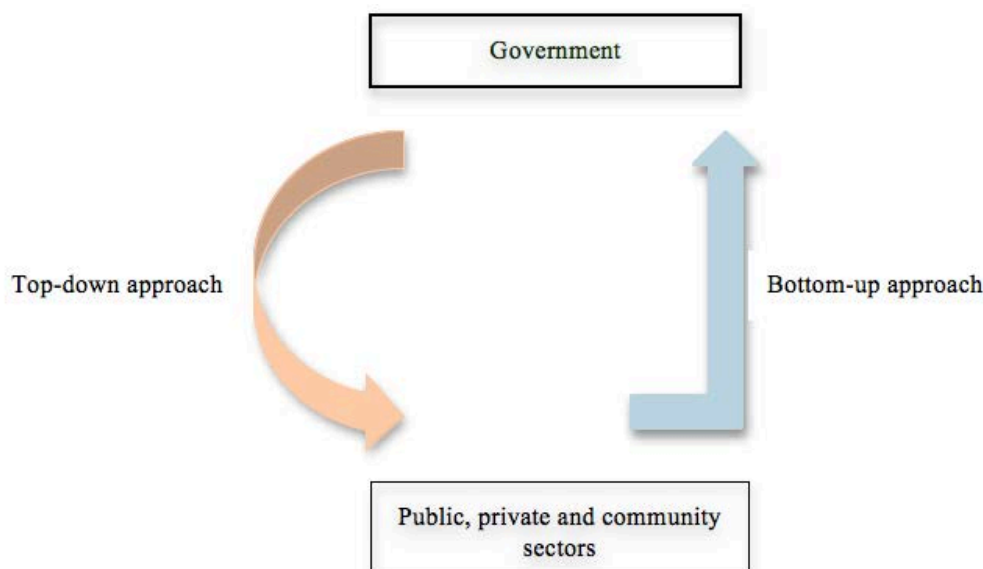 Government
Top-down approach
Bottom-up approach
Public, private and community
sectors